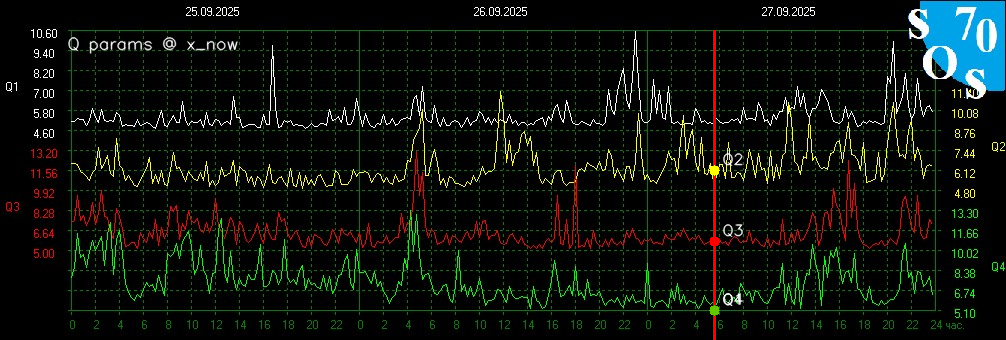 25.09.2025 26.09.2025 27.09.2025
S 70
O
S
Q params @ x_now
Q1
10.60
9.40
8.20
7.00
5.80
4.60
Q3
13.20
11.56
9.92
8.28
6.64
5.00
Q2
10.08
8.76
7.44
6.12
4.80
Q4
13.30
11.66
10.02
8.38
6.74
5.10
Q2
Q3
Q4
0 2 4 6 8 10 12 14 16 18 20 22 0 2 4 6 8 10 12 14 16 18 20 22 0 2 4 6 8 10 12 14 16 18 20 22 24 час.